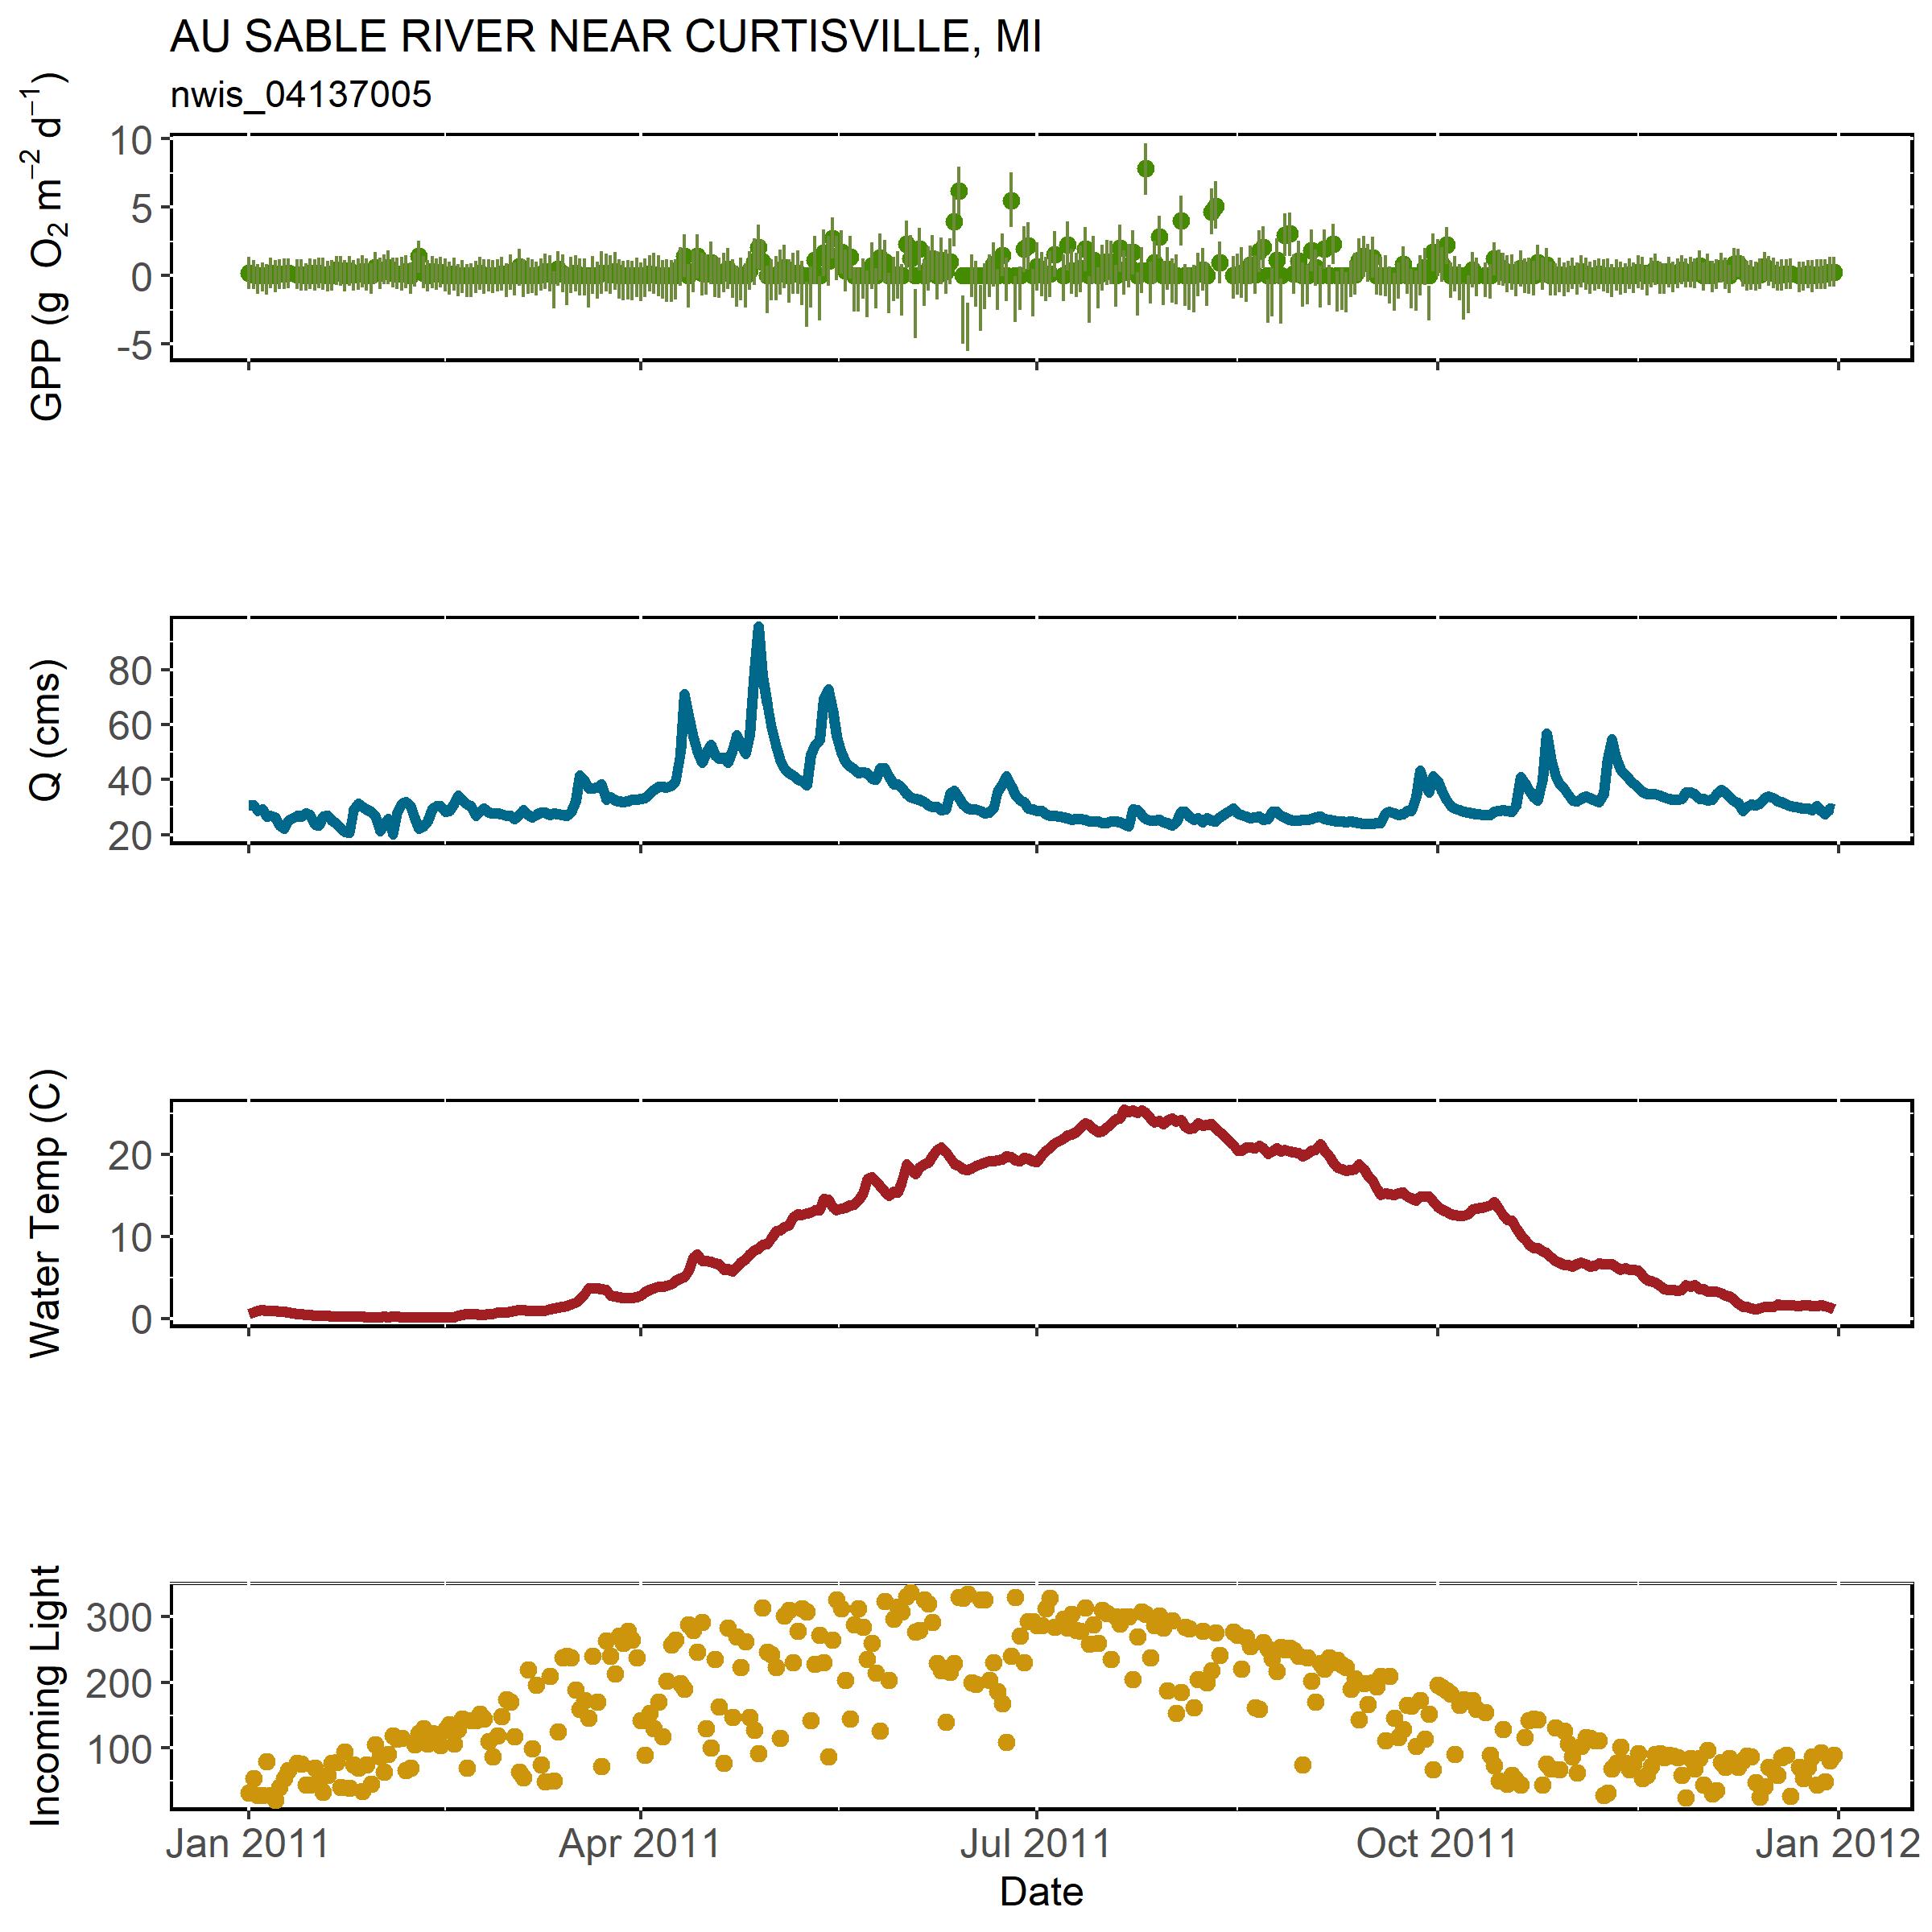 AU SABLE RIVER NEAR CURTISVILLE, MI
nwis_04137005
GPP (g O₂ m⁻² d⁻¹)
10
5
0
-5
Q (cms)
80
60
40
20
Water Temp (C)
20
10
0
Incoming Light
300
200
100
Jan 2011 Apr 2011 Jul 2011 Oct 2011 Jan 2012
Date